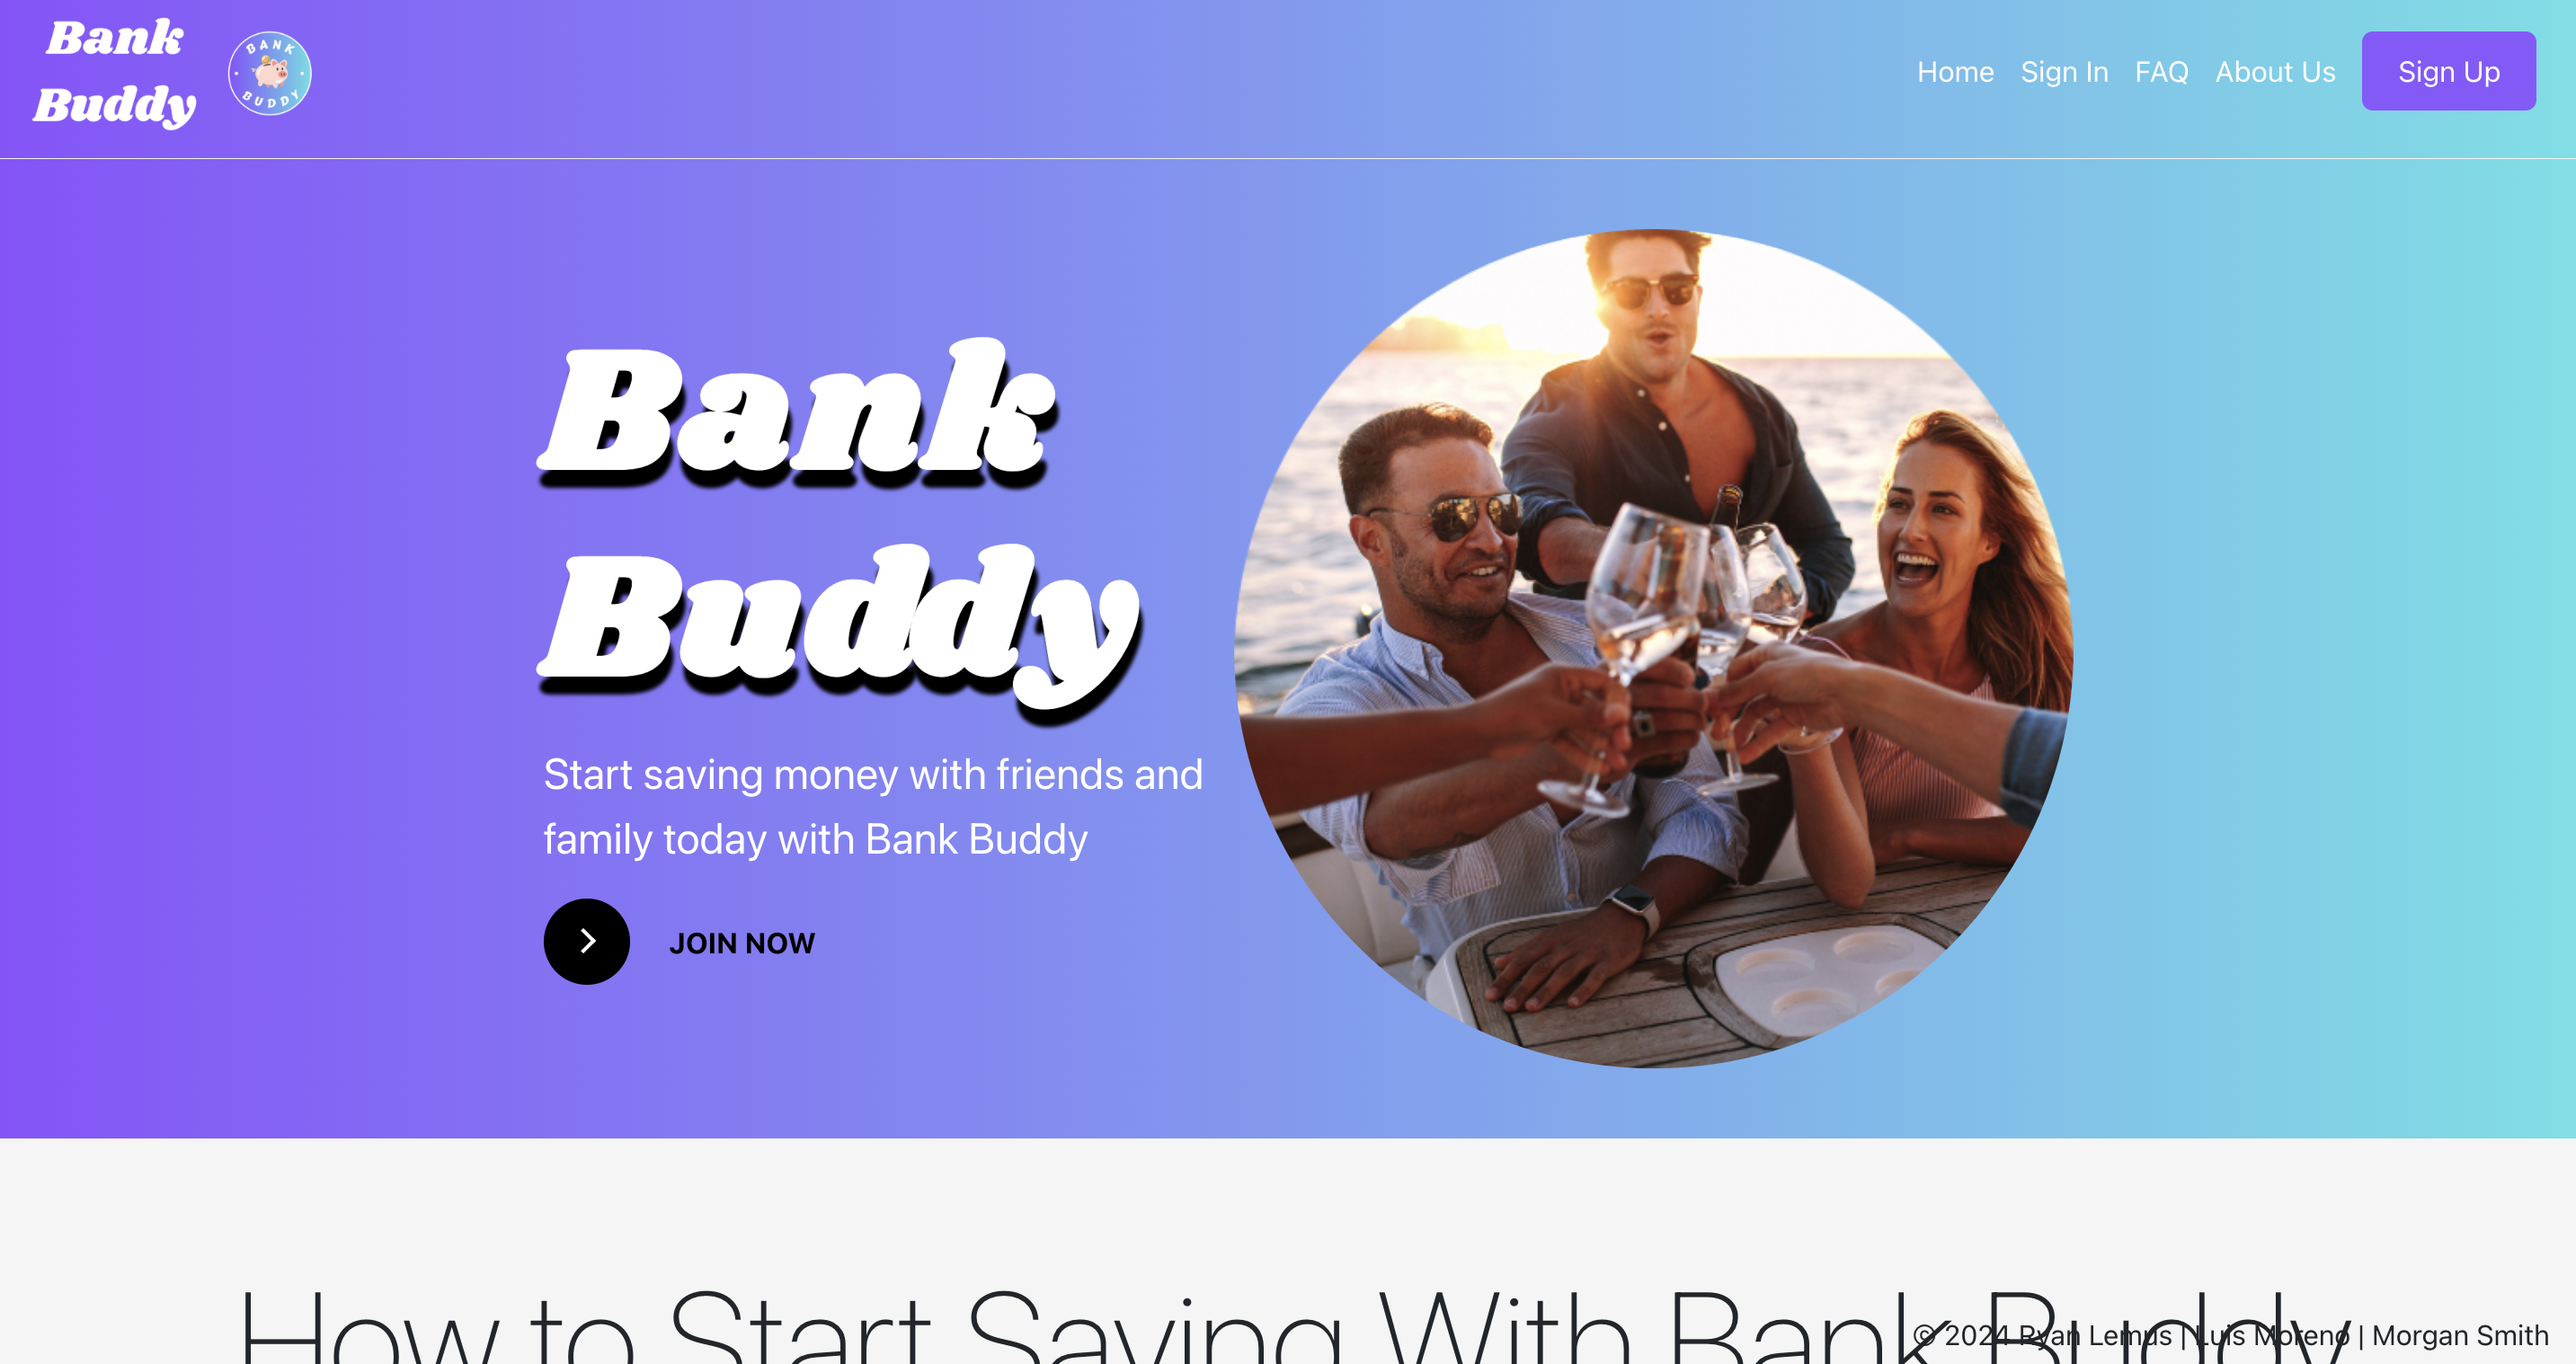 Bank
Buddy
BANK
BUDDY
Home
Sign In
FAQ
About Us
Sign Up
Bank
Buddy
Start saving money with friends and
family today with Bank Buddy
JOIN NOW
How to Start Saving With Bank Buddy
© 2024 Ryan Lemus | Luis Moreno | Morgan Smith